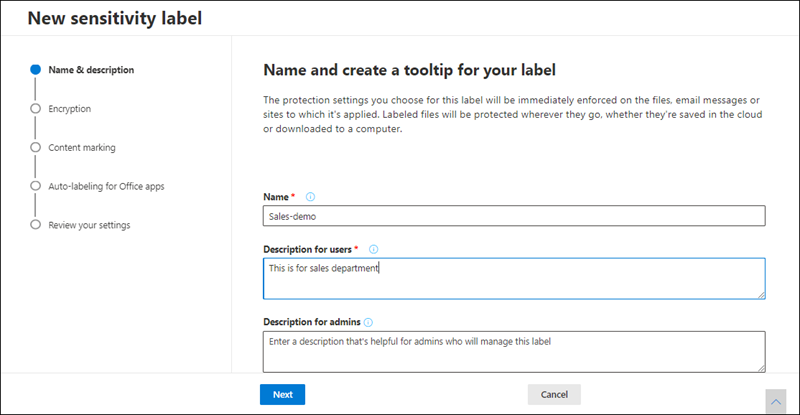 New sensitivity label
Name & description
Encryption
Content marking
Auto-labeling for Office apps
Review your settings
Name and create a tooltip for your label
The protection settings you choose for this label will be immediately enforced on the files, email messages or
sites to which it's applied. Labeled files will be protected wherever they go, whether they're saved in the cloud
or downloaded to a computer.
Name *
Sales-demo
Description for users *
This is for sales department
Description for admins
Enter a description that's helpful for admins who will manage this label
Next
Cancel